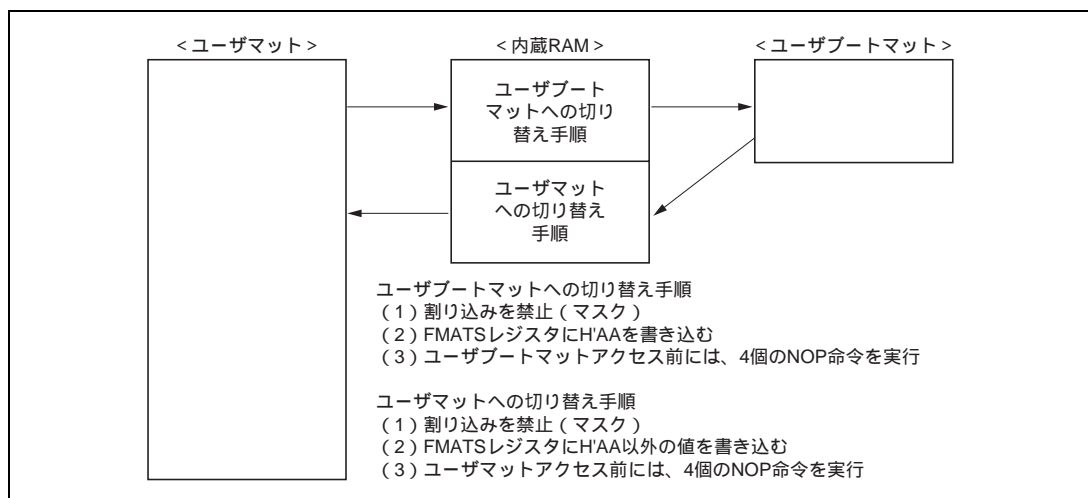 <ユーザマット>
<内蔵RAM>
<ユーザブートマット>
ユーザブート
マットへの切り
替え手順
ユーザマット
への切り替え
手順
ユーザブートマットへの切り替え手順
(1)割り込みを禁止(マスク)
(2)FMATSレジスタにH'AAを書き込む
(3)ユーザブートマットアクセス前には、4個のNOP命令を実行
ユーザマットへの切り替え手順
(1)割り込みを禁止(マスク)
(2)FMATSレジスタにH'AA以外の値を書き込む
(3)ユーザマットアクセス前には、4個のNOP命令を実行